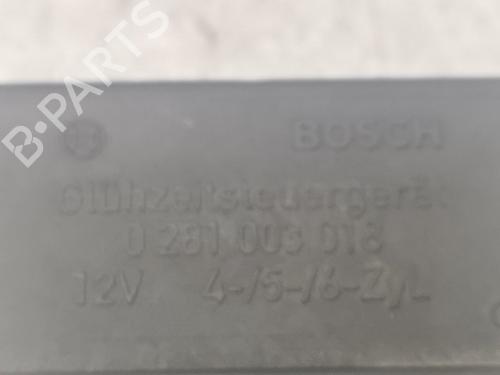 BOSCH
Glühzeitsteuergerät
0 281 003 018
12V 4-/5-/6-Zyl.
B-PARTS